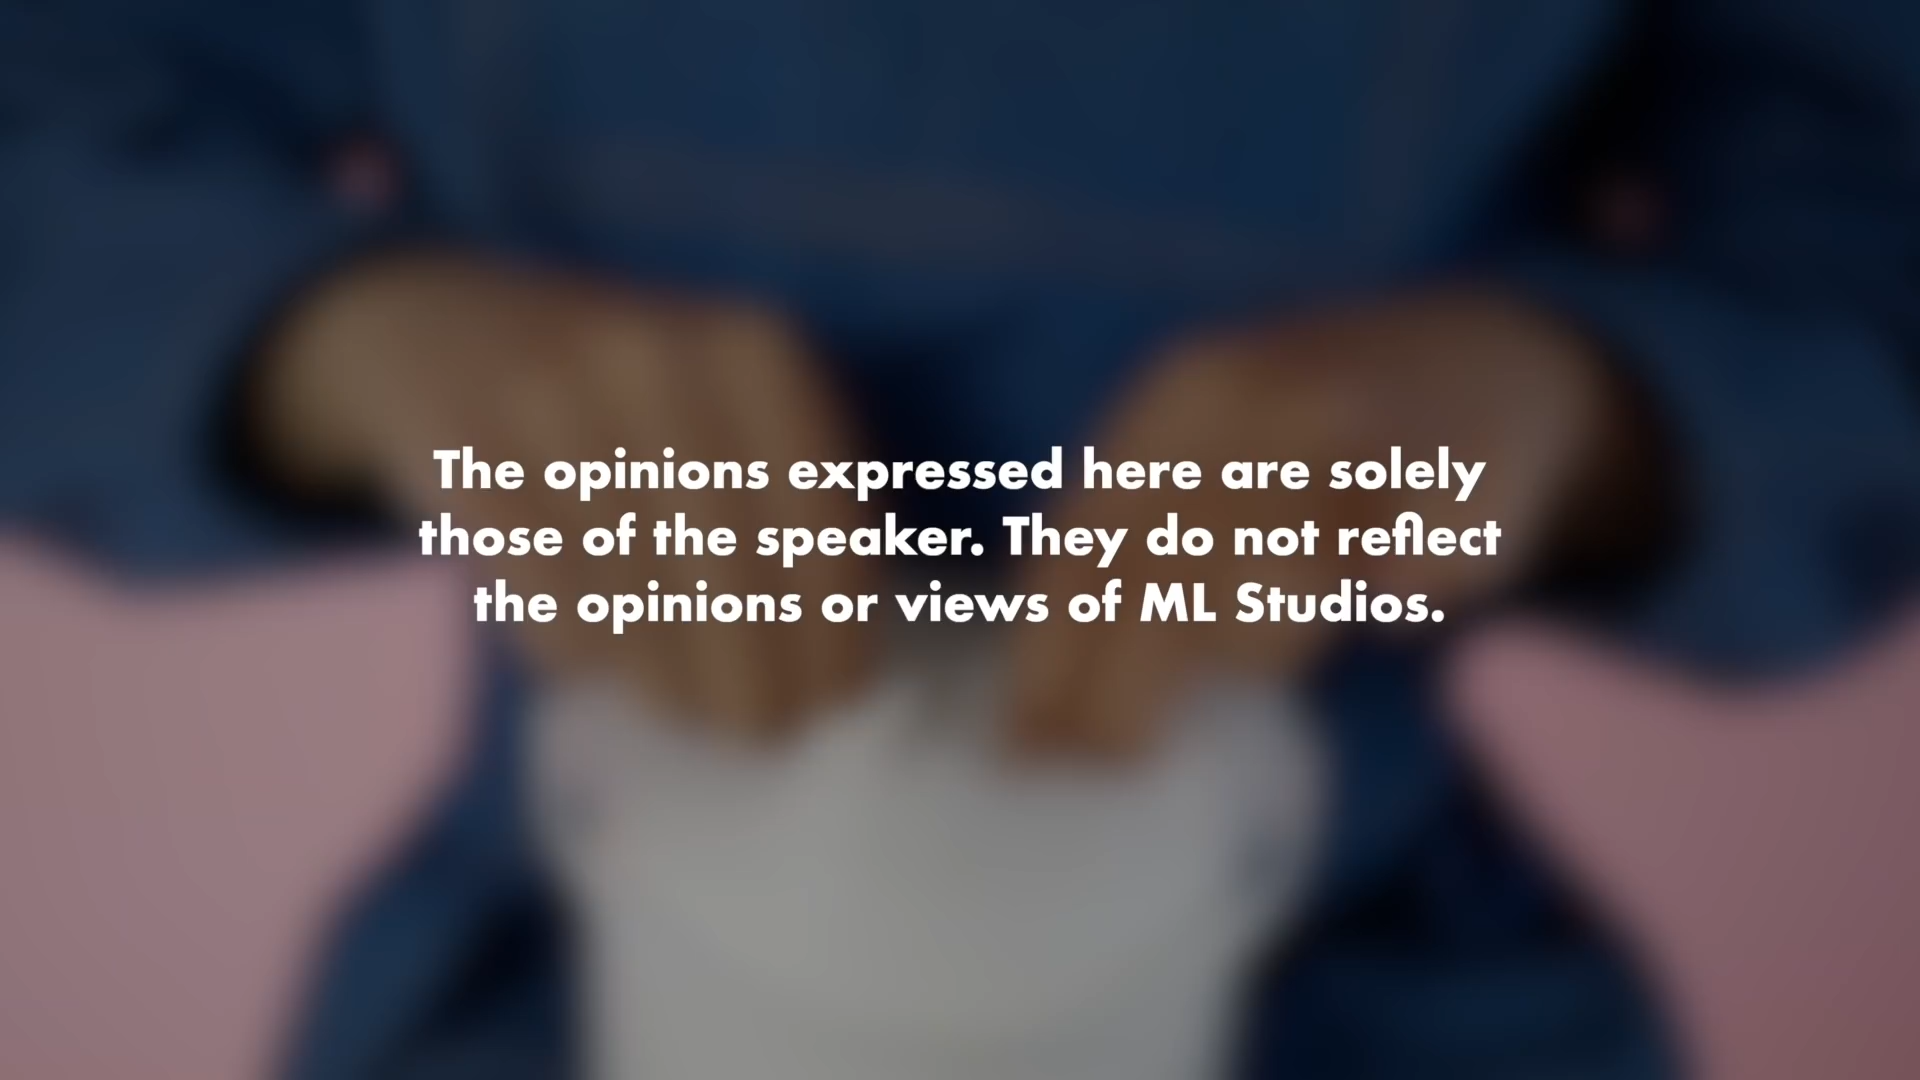 The opinions expressed here are solely
those of the speaker. They do not reflect
the opinions or views of ML Studios.